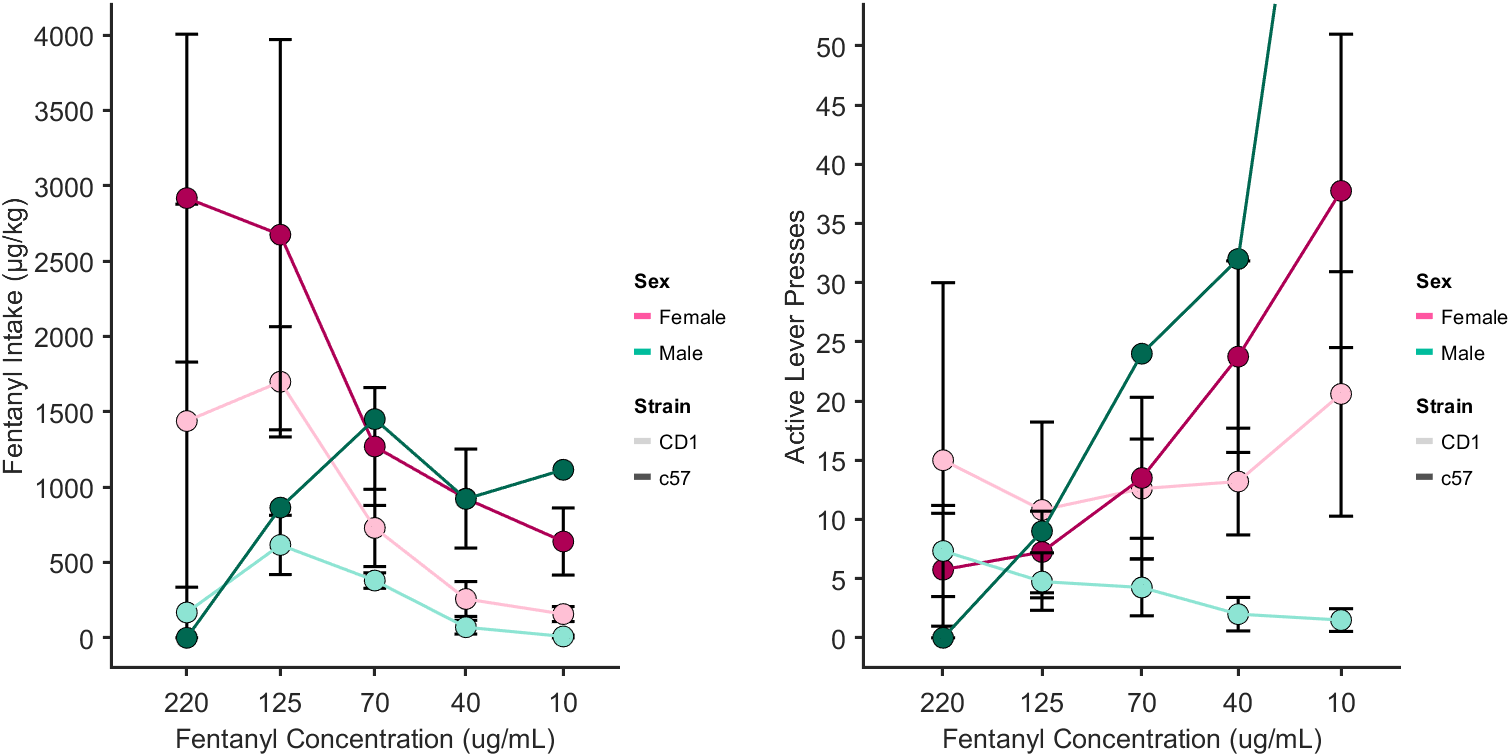 Fentanyl Intake (µg/kg)
4000
3500
3000
2500
2000
1500
1000
500
0
220 125 70 40 10
Fentanyl Concentration (ug/mL)
Sex
Female
Male
Strain
CD1
c57
Active Lever Presses
50
45
40
35
30
25
20
15
10
5
0
220 125 70 40 10
Fentanyl Concentration (ug/mL)
Sex
Female
Male
Strain
CD1
c57